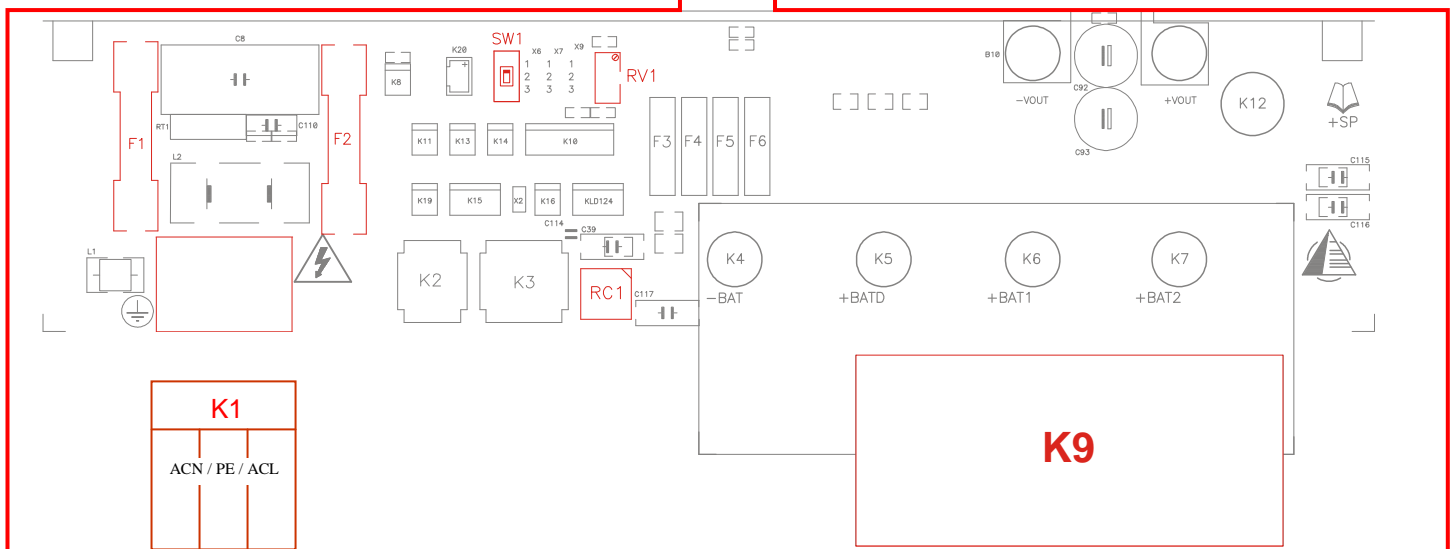 C8
K20
SW1
X6 X7 X9
1 1 1
2 2 2
3 3 3
K8
RV1
B10
-VOUT
C92
+VOUT
K12
+SP
RT1
C110
F1
F2
K11
K13
K14
K10
F3
F4
F5
F6
C93
L2
K19
K15
X2
K16
KLD124
C115
C116
C114
C39
L1
K2
K3
RC1
C117
K4
K5
K6
K7
-BAT
+BATD
+BAT1
+BAT2
K1
ACN / PE / ACL
K9